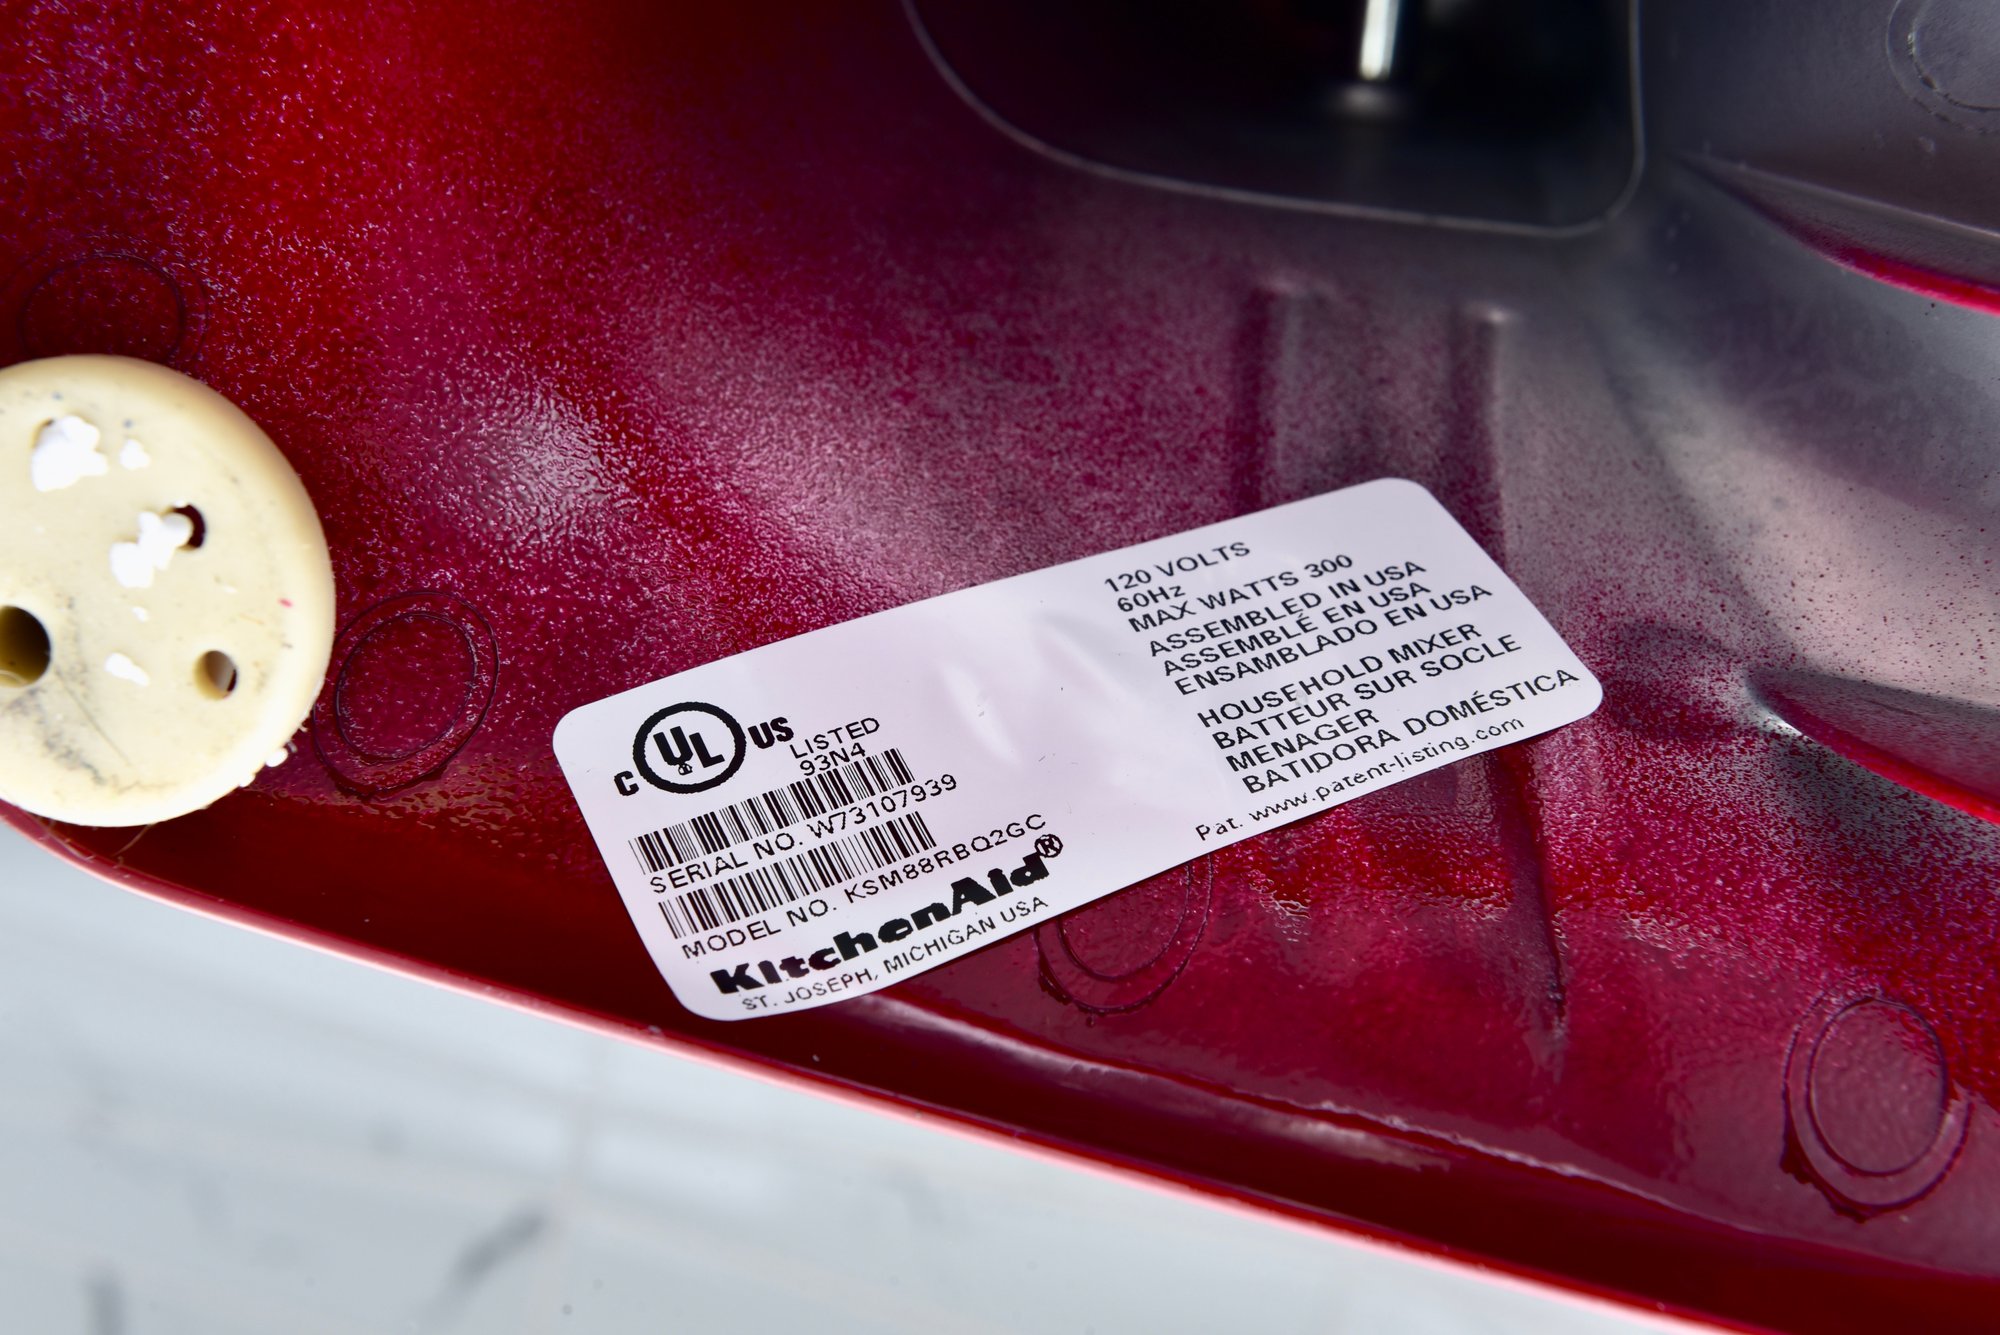 C UL US LISTED
93N4
SERIAL NO. W73107939
MODEL NO. KSM88RBQ2GC
KitchenAid®
ST. JOSEPH, MICHIGAN USA
120 VOLTS
60Hz
MAX WATTS 300
ASSEMBLED IN USA
ASSEMBLÉ EN USA
ENSAMBLADO EN USA
HOUSEHOLD MIXER
BATTEUR SUR SOCLE
MENAGER
BATIDORA DOMÉSTICA
Pat. www.patent-listing.com